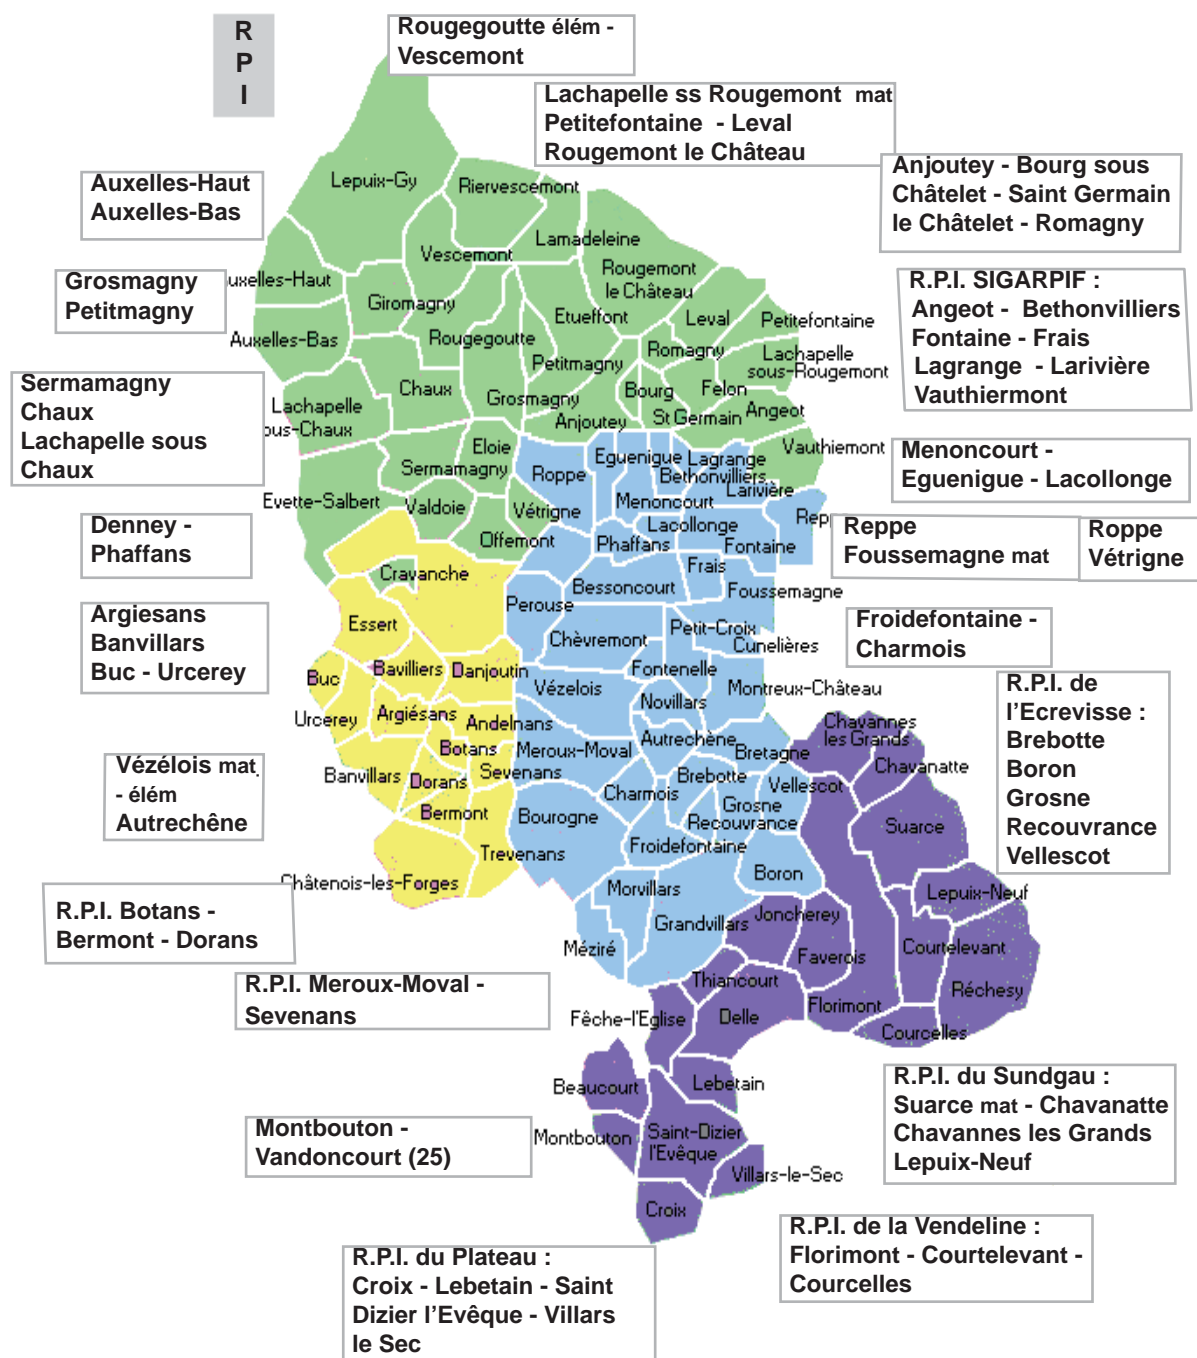 R
P
I
Rougegoutte élém -
Vescemont
Lachapelle ss Rougemont mat
Petitefontaine - Leval
Rougemont le Château
Anjoutey - Bourg sous
Châtelet - Saint Germain
le Châtelet - Romagny
Auxelles-Haut
Auxelles-Bas
Grosmagny
Petitmagny
R.P.I. SIGARPIF :
Angeot - Bethonvilliers
Fontaine - Frais
Lagrange - Larivière
Vauthiermont
Sermamagny
Chaux
Lachapelle sous
Chaux
Menoncourt -
Eguenigue - Lacollonge
Denney -
Phaffans
Reppe
Foussemagne mat
Roppe
Vétrigne
Argiesans
Banvillars
Buc - Urcerey
Froidefontaine -
Charmois
R.P.I. de
l'Ecrevisse :
Brebotte
Boron
Grosne
Recouvrance
Vellescot
Vézélois mat,
- élém
Autrechêne
R.P.I. Botans -
Bermont - Dorans
R.P.I. Meroux-Moval -
Sevenans
R.P.I. du Sundgau :
Suarce mat - Chavanatte
Chavannes les Grands
Lepuix-Neuf
Montbouton -
Vandoncourt (25)
R.P.I. de la Vendeline :
Florimont - Courtelevant -
Courcelles
R.P.I. du Plateau :
Croix - Lebetain - Saint
Dizier l'Evêque - Villars
le Sec
Lepuix-Gy
Riervescemont
Lamadeleine
Vescemont
Rougemont
le Château
uxelles-Haut
Giromagny
Etueffont
Leval
Petitefontaine
Auxelles-Bas
Rougegoutte
Romagny
Petitmagny
Lachapelle
sous-Rougemont
Chaux
Bourg
Felon
Grosmagny
Lachapelle
ous-Chaux
Anjoutey
St Germain
Angeot
Eloie
Vauthiemont
Sermamagny
Roppe
Eguenigue
Lagrange
Bethonvilliers
Larivière
Evette-Salbert
Valdoie
Vétrigne
Menoncourt
Repp
Lacollonge
Offemont
Phaffans
Fontaine
Cravanche
Bessoncourt
Frais
Foussemagne
Perouse
Essert
Chèvremont
Petit-Croix
Cunelières
Bavilliers
Danjoutin
Fontenelle
Buc
Vézelois
Montreux-Château
Novillars
Urcerey
Argiésans
Andelnans
Autrechène
Chavannes
les Grands
Botans
Meroux-Moval
Bretagne
Chavanatte
Banvillars
Dorans
Sevenans
Brebotte
Vellescot
Charmois
Grosne
Recouvrance
Bermont
Bourogne
Suarce
Trevenans
Froidefontaine
Boron
Châtenois-les-Forges
Morvillars
Lepuix-Neuf
Grandvillars
Joncherey
Méziré
Faverois
Courtelevant
Thiancourt
Florimont
Réchesy
Fêche-l'Eglise
Delle
Courcelles
Beaucourt
Lebetain
Montbouton
Saint-Dizier
l'Evêque
Villars-le-Sec
Croix